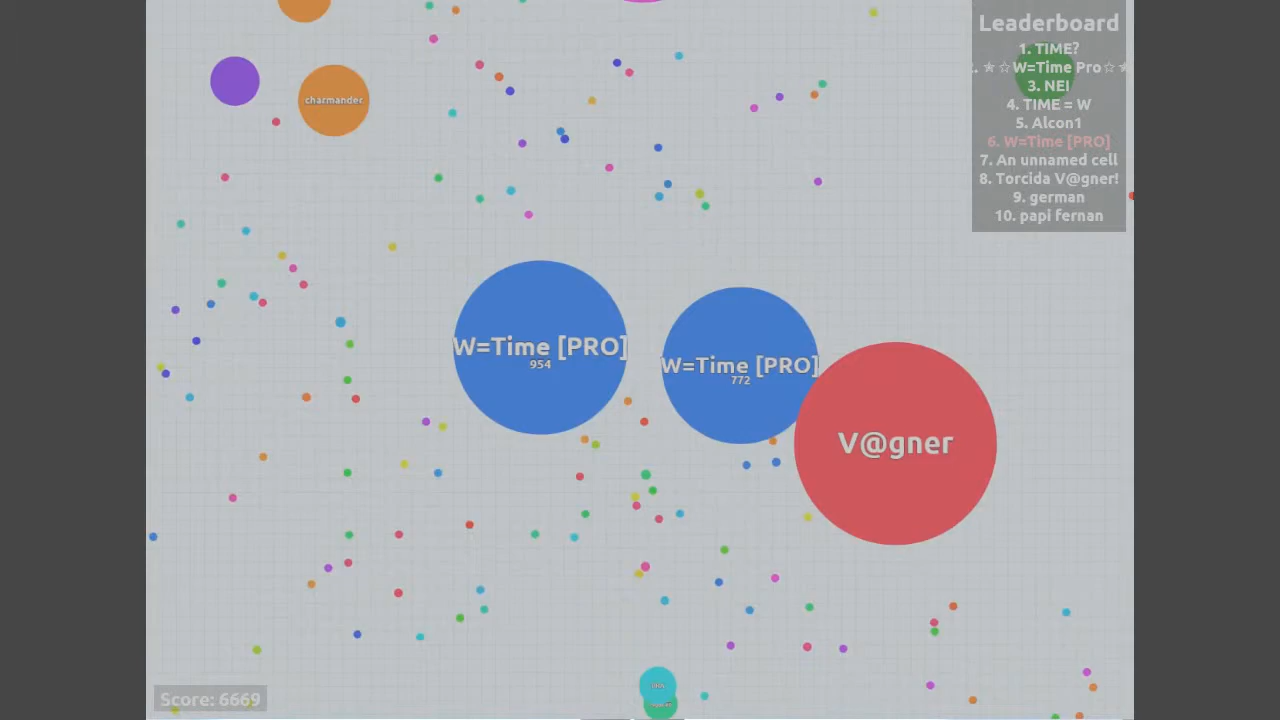 Leaderboard
1. TIME?
2. ★☆W=Time Pro☆★
3. NEI
4. TIME = W
5. Alcon1
6. W=Time [PRO]
7. An unnamed cell
8. Torcida V@gner!
9. german
10. papi fernan
charmander
W=Time [PRO]
954
W=Time [PRO]
772
V@gner
Score: 6669